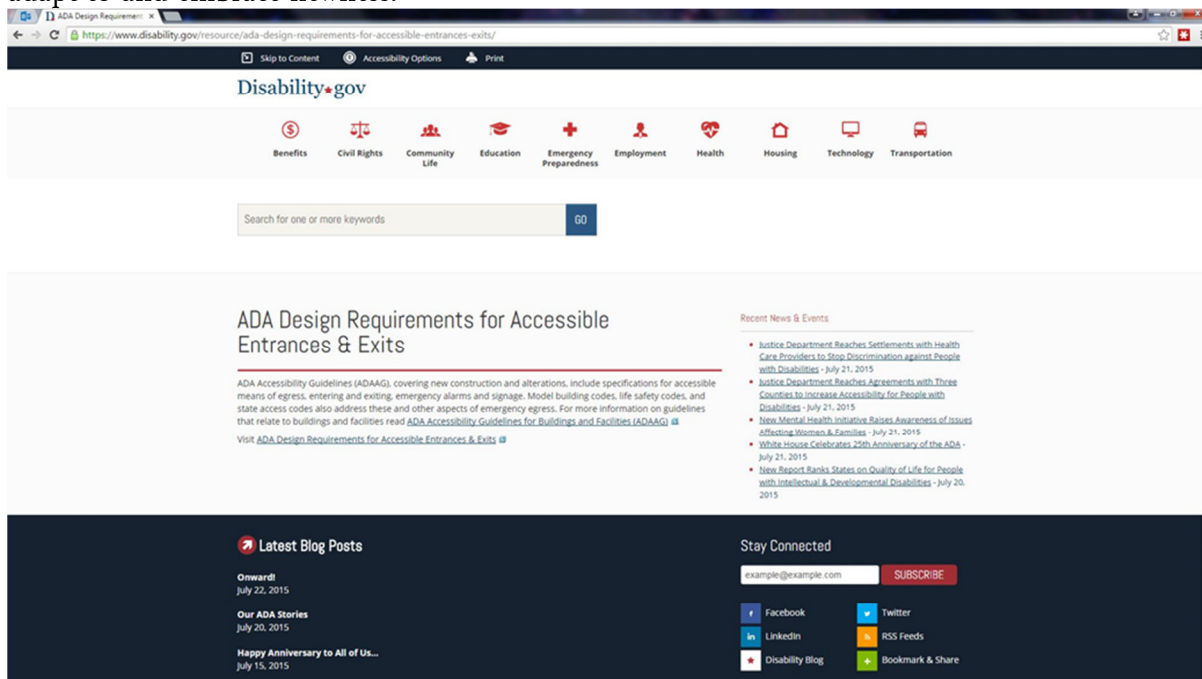 ADA Design Requirement
https://www.disability.gov/resource/ada-design-requirements-for-accessible-entrances-exits/
Skip to Content Accessibility Options Print
Disability.gov
Benefits Civil Rights Community Life Education Emergency Preparedness Employment Health Housing Technology Transportation
Search for one or more keywords GO
ADA Design Requirements for Accessible
Entrances & Exits
ADA Accessibility Guidelines (ADAAG), covering new construction and alterations, include specifications for accessible
means of egress, entering and exiting, emergency alarms and signage. Model building codes, life safety codes, and
state access codes also address these and other aspects of emergency egress. For more information on guidelines
that relate to buildings and facilities read ADA Accessibility Guidelines for Buildings and Facilities (ADAAG)
Visit ADA Design Requirements for Accessible Entrances & Exits
Recent News & Events
Justice Department Reaches Settlements with Health
Care Providers to Stop Discrimination against People
with Disabilities - July 21, 2015
Justice Department Reaches Agreements with Three
Counties to Increase Accessibility for People with
Disabilities - July 21, 2015
New Mental Health Initiative Raises Awareness of Issues
Affecting Women & Families - July 21, 2015
White House Celebrates 25th Anniversary of the ADA -
July 21, 2015
New Report Ranks States on Quality of Life for People
with Intellectual & Developmental Disabilities - July 20,
2015
Latest Blog Posts
Onward!
July 22, 2015
Our ADA Stories
July 20, 2015
Happy Anniversary to All of Us...
July 15, 2015
Stay Connected
example@example.com SUBSCRIBE
Facebook Twitter
LinkedIn RSS Feeds
Disability Blog Bookmark & Share